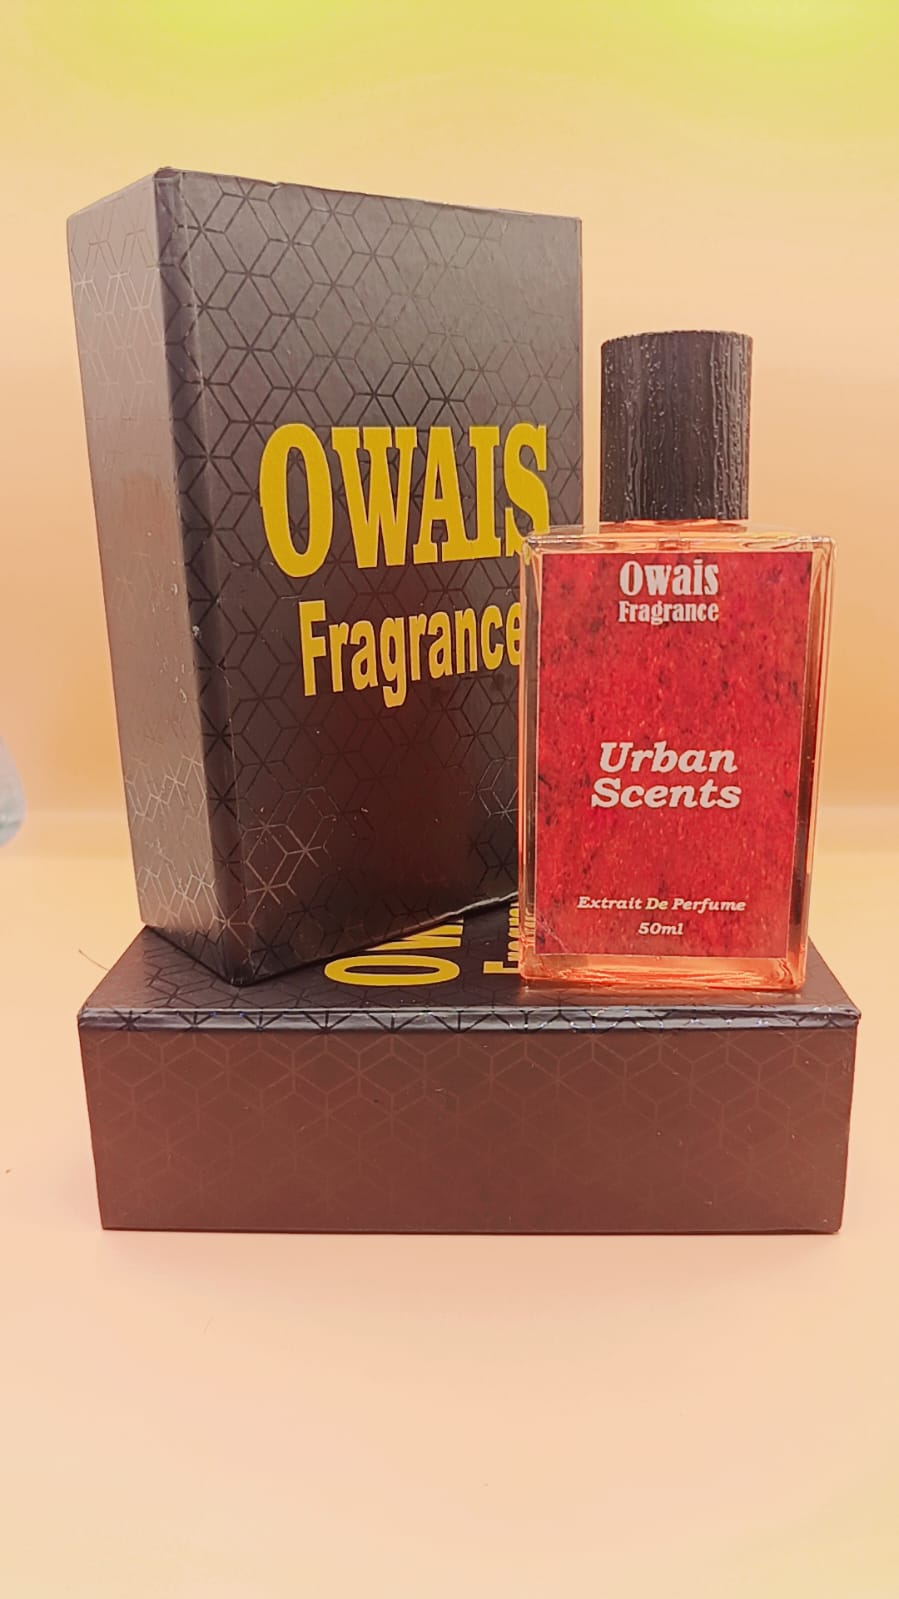 OWAIS
Fragrance
Owais
Fragrance
Urban
Scents
Extrait De Perfume
50ml